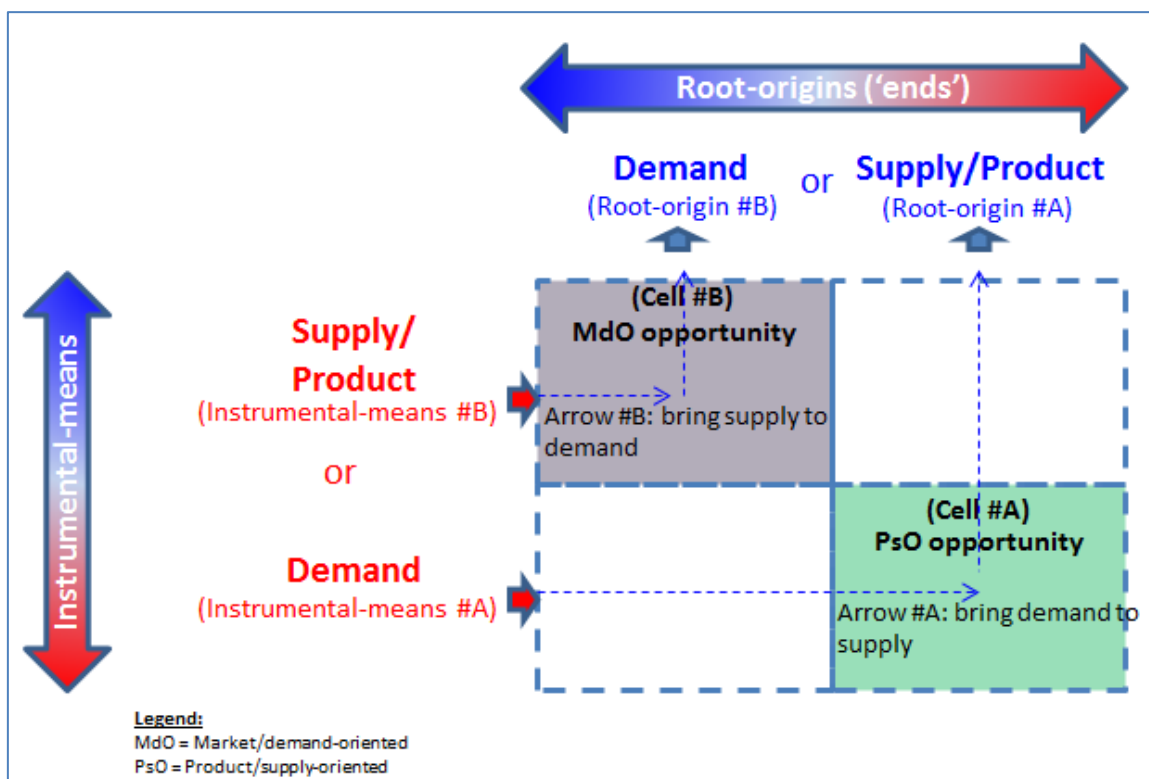 Root-origins (‘ends’)
Demand
(Root-origin #B)
or
Supply/Product
(Root-origin #A)
Instrumental-means
Supply/
Product
(Instrumental-means #B)
or
Demand
(Instrumental-means #A)
(Cell #B)
MdO opportunity
Arrow #B: bring supply to
demand
(Cell #A)
PsO opportunity
Arrow #A: bring demand to
supply
Legend:
MdO = Market/demand-oriented
PsO = Product/supply-oriented